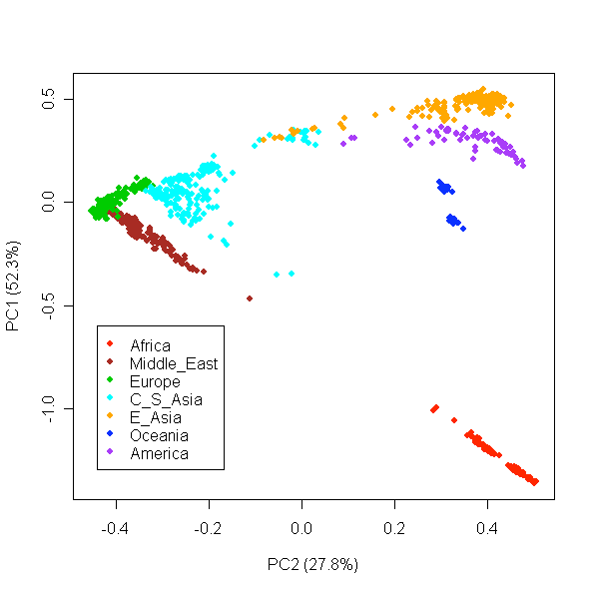 0.5
0.0
-0.5
-1.0
PC1 (52.3%)
Africa
Middle_East
Europe
C_S_Asia
E_Asia
Oceania
America
-0.4 -0.2 0.0 0.2 0.4
PC2 (27.8%)